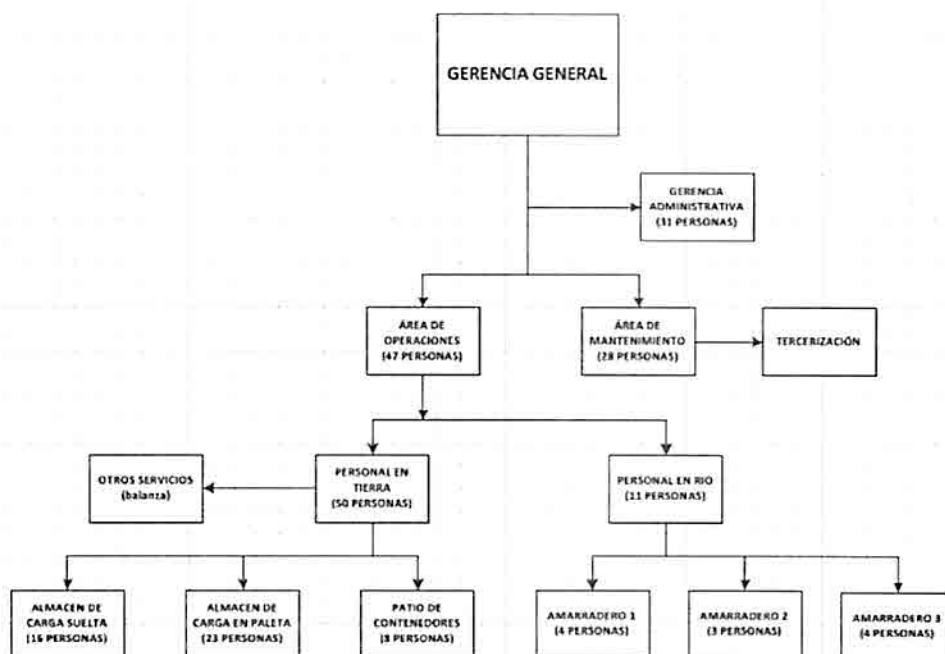 GERENCIA GENERAL
GERENCIA
ADMINISTRATIVA
(31 PERSONAS)
ÁREA DE
OPERACIONES
(47 PERSONAS)
ÁREA DE
MANTENIMIENTO
(28 PERSONAS)
TERCERIZACIÓN
OTROS SERVICIOS
(balanza)
PERSONAL EN
TIERRA
(50 PERSONAS)
PERSONAL EN RIO
(11 PERSONAS)
ALMACEN DE
CARGA SUELTA
(16 PERSONAS)
ALMACEN DE
CARGA EN PALETA
(23 PERSONAS)
PATIO DE
CONTENEDORES
(8 PERSONAS)
AMARRADERO 1
(4 PERSONAS)
AMARRADERO 2
(3 PERSONAS)
AMARRADERO 3
(4 PERSONAS)